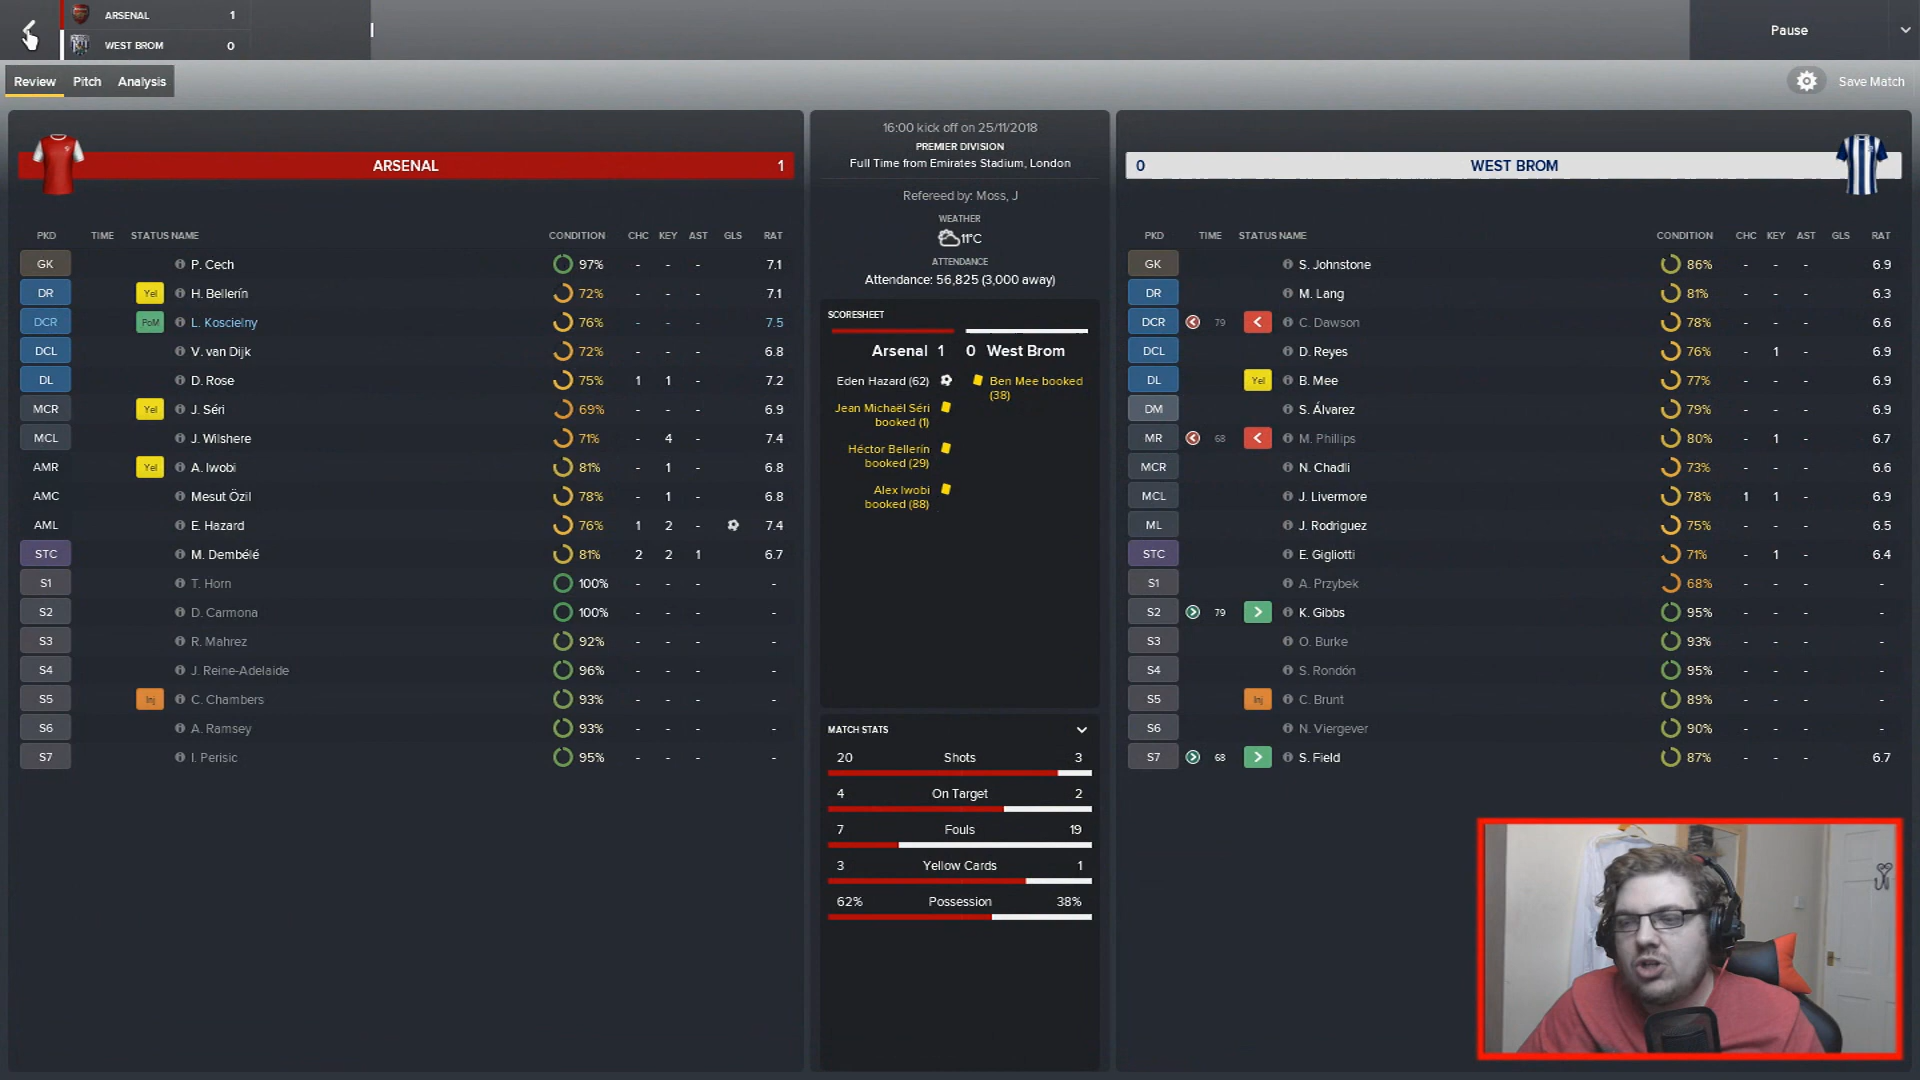 ARSENAL 1
WEST BROM 0
Pause
Review Pitch Analysis
Save Match
ARSENAL 1
PKD TIME STATUS NAME CONDITION CHC KEY AST GLS RAT
GK P. Cech 97% - - - 7.1
DR Yel H. Bellerín 72% - - - 7.1
DCR PoM L. Koscielny 76% - - - 7.5
DCL V. van Dijk 72% - - - 6.8
DL D. Rose 75% 1 1 - 7.2
MCR Yel J. Séri 69% - - - 6.9
MCL J. Wilshere 71% - 4 - 7.4
AMR Yel A. Iwobi 81% - 1 - 6.8
AMC Mesut Özil 78% - 1 - 6.8
AML E. Hazard 76% 1 2 - 7.4
STC M. Dembélé 81% 2 2 1 6.7
S1 T. Horn 100% - - - -
S2 D. Carmona 100% - - - -
S3 R. Mahrez 92% - - - -
S4 J. Reine-Adelaide 96% - - - -
S5 Inj C. Chambers 93% - - - -
S6 A. Ramsey 93% - - - -
S7 I. Perisic 95% - - - -
16:00 kick off on 25/11/2018
PREMIER DIVISION
Full Time from Emirates Stadium, London
Refereed by: Moss, J
WEATHER
11°C
ATTENDANCE
Attendance: 56,825 (3,000 away)
SCORESHEET
Arsenal 1 0 West Brom
Eden Hazard (62)
Jean Michaël Séri
booked (1)
Héctor Bellerín
booked (29)
Alex Iwobi
booked (88)
Ben Mee booked
(38)
MATCH STATS
20 Shots 3
4 On Target 2
7 Fouls 19
3 Yellow Cards 1
62% Possession 38%
0 WEST BROM
PKD TIME STATUS NAME CONDITION CHC KEY AST GLS RAT
GK S. Johnstone 86% - - - 6.9
DR M. Lang 81% - - - 6.3
DCR 79 C. Dawson 78% - - - 6.6
DCL D. Reyes 76% - 1 - 6.9
DL Yel B. Mee 77% - - - 6.9
DM S. Álvarez 79% - - - 6.9
MR 68 M. Phillips 80% - 1 - 6.7
MCR N. Chadli 73% - - - 6.6
MCL J. Livermore 78% 1 1 - 6.9
ML J. Rodriguez 75% - - - 6.5
STC E. Gigliotti 71% - 1 - 6.4
S1 A. Przybek 68% - - - -
S2 79 K. Gibbs 95% - - - -
S3 O. Burke 93% - - - -
S4 S. Rondón 95% - - - -
S5 Inj C. Brunt 89% - - - -
S6 N. Viergever 90% - - - -
S7 68 S. Field 87% - - - 6.7